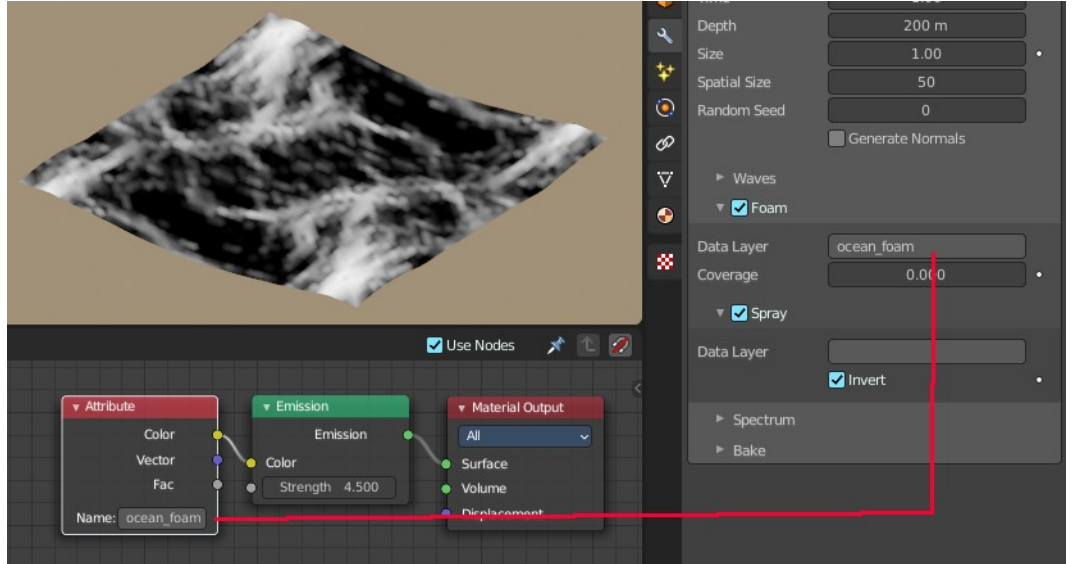 Depth 200 m
Size 1.00
Spatial Size 50
Random Seed 0
Generate Normals
Waves
Foam
Data Layer ocean_foam
Coverage 0.000
Spray
Data Layer
Invert
Spectrum
Bake
Use Nodes
Attribute
Color
Vector
Fac
Name: ocean_foam
Emission
Emission
Color
Strength 4.500
Material Output
All
Surface
Volume
Displacement